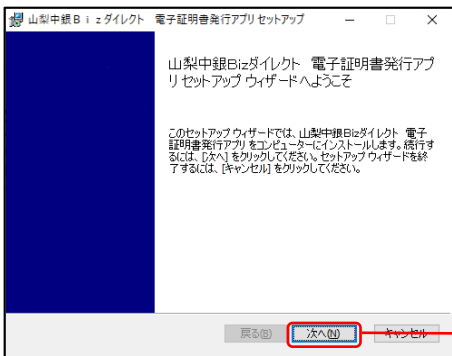 山梨中銀Ｂｉｚダイレクト 電子証明書発行アプリ セットアップ
山梨中銀Bizダイレクト 電子証明書発行アプ
リ セットアップ ウィザードへようこそ
このセットアップ ウィザードでは、山梨中銀Bizダイレクト 電子
証明書発行アプリ をコンピューターにインストールします。続行す
るには、[次へ] をクリックしてください。セットアップ ウィザードを終
了するには、[キャンセル] をクリックしてください。
戻る(B) 次へ(N) キャンセル